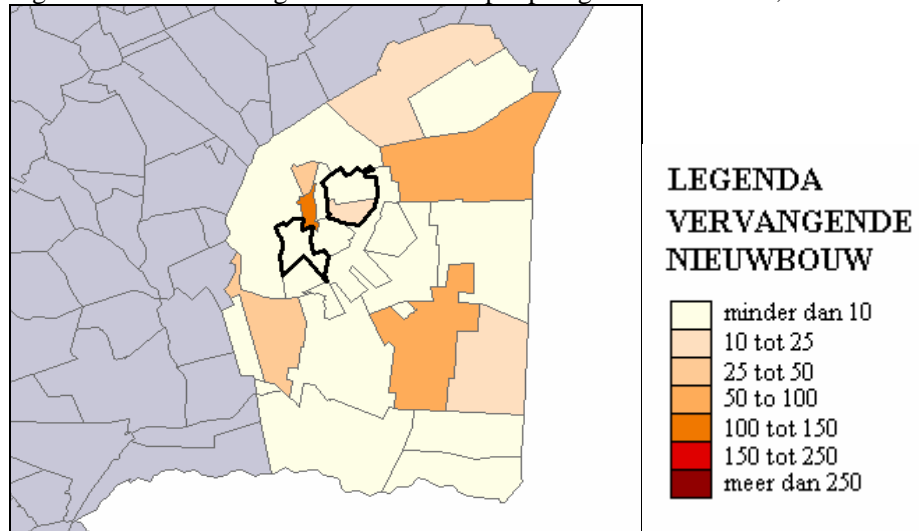 LEGENDA
VERVANGENDE
NIEUWBOUW
minder dan 10
10 tot 25
25 tot 50
50 to 100
100 tot 150
150 tot 250
meer dan 250